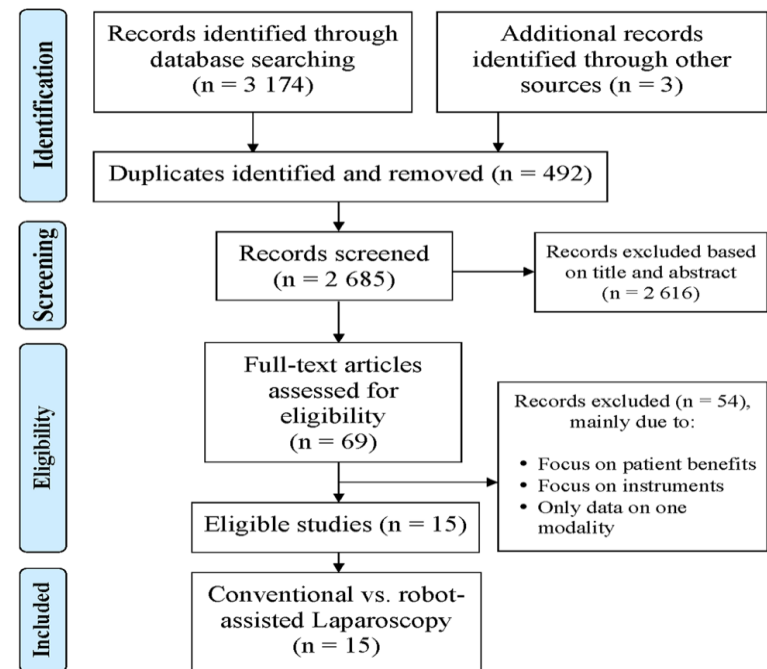 Identification
Records identified through
database searching
(n = 3 174)
Additional records
identified through other
sources (n = 3)
Duplicates identified and removed (n = 492)
Screening
Records screened
(n = 2 685)
Records excluded based
on title and abstract
(n = 2 616)
Eligibility
Full-text articles
assessed for
eligibility
(n = 69)
Records excluded (n = 54),
mainly due to:
• Focus on patient benefits
• Focus on instruments
• Only data on one
modality
Eligible studies (n = 15)
Included
Conventional vs. robot-
assisted Laparoscopy
(n = 15)